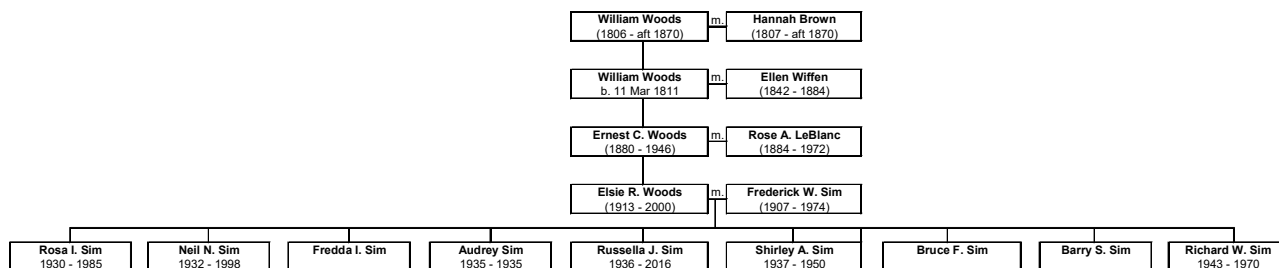 William Woods m. Hannah Brown
(1806 - aft 1870) (1807 - aft 1870)
William Woods m. Ellen Wiffen
b. 11 Mar 1811 (1842 - 1884)
Ernest C. Woods m. Rose A. LeBlanc
(1880 - 1946) (1884 - 1972)
Elsie R. Woods m. Frederick W. Sim
(1913 - 2000) (1907 - 1974)
Rosa I. Sim Neil N. Sim Fredda I. Sim Audrey Sim Russella J. Sim Shirley A. Sim Bruce F. Sim Barry S. Sim Richard W. Sim
1930 - 1985 1932 - 1998 1935 - 1935 1936 - 2016 1937 - 1950 1943 - 1970